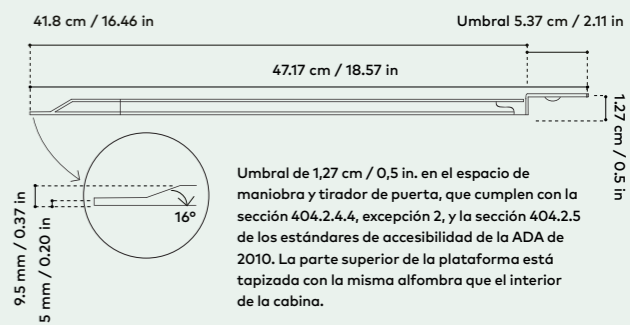 41.8 cm / 16.46 in
Umbral 5.37 cm / 2.11 in
47.17 cm / 18.57 in
1.27 cm / 0.5 in
Umbral de 1,27 cm / 0,5 in. en el espacio de
maniobra y tirador de puerta, que cumplen con la
sección 404.2.4.4, excepción 2, y la sección 404.2.5
de los estándares de accesibilidad de la ADA de
2010. La parte superior de la plataforma está
tapizada con la misma alfombra que el interior
de la cabina.
16º
9.5 mm / 0.37 in
5 mm / 0.20 in